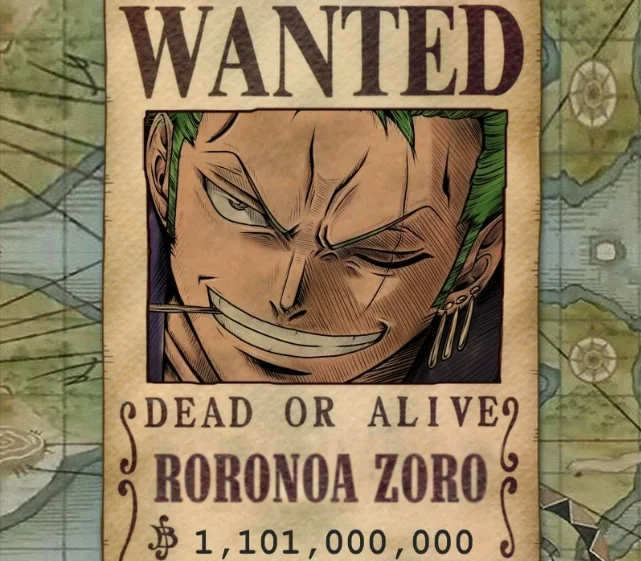 WANTED
DEAD OR ALIVE
RORONOA ZORO
฿ 1,101,000,000